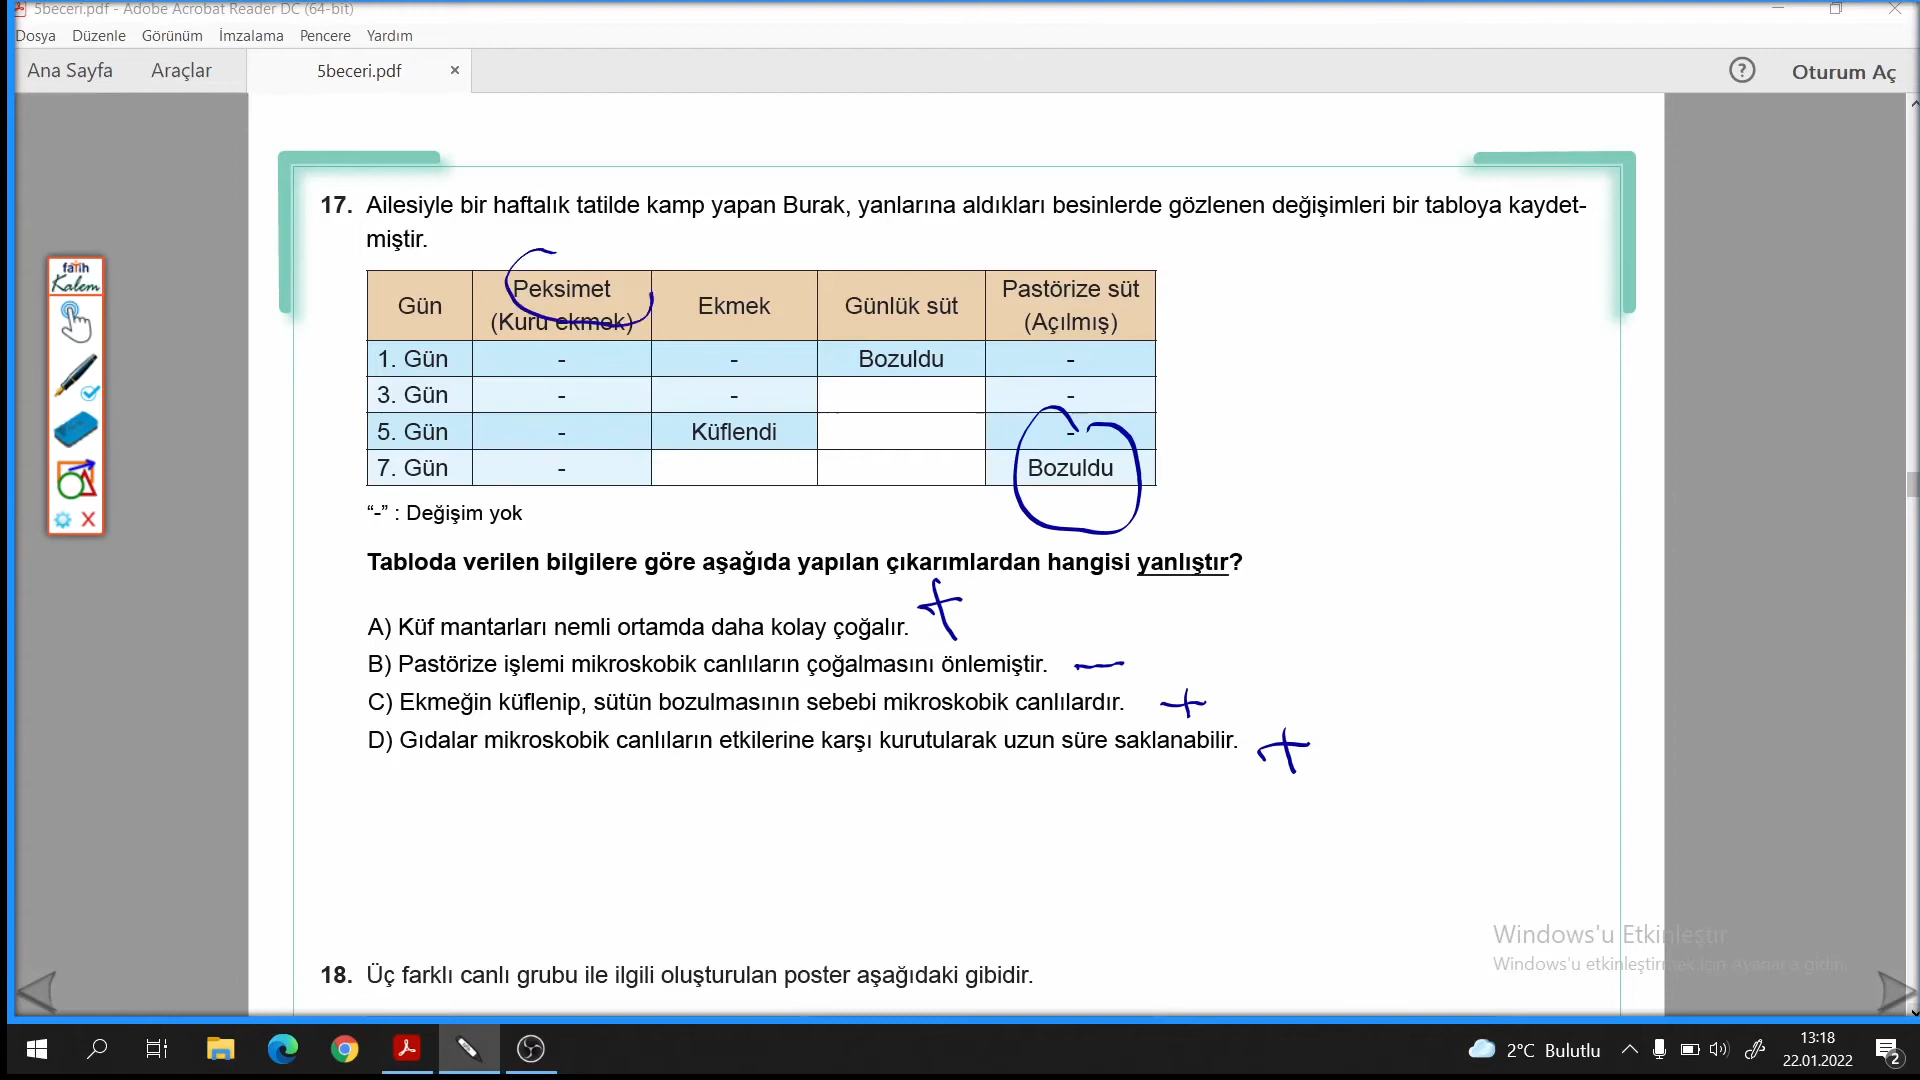 5beceri.pdf - Adobe Acrobat Reader DC (64-bit)
Dosya Düzenle Görünüm İmzalama Pencere Yardım
Ana Sayfa Araçlar 5beceri.pdf × ? Oturum Aç
fatih
Kalem
17. Ailesiyle bir haftalık tatilde kamp yapan Burak, yanlarına aldıkları besinlerde gözlenen değişimleri bir tabloya kaydet-
miştir.
Gün Peksimet (Kuru ekmek) Ekmek Günlük süt Pastörize süt (Açılmış)
1. Gün - - Bozuldu -
3. Gün - - -
5. Gün - Küflendi -
7. Gün - Bozuldu
“-” : Değişim yok
Tabloda verilen bilgilere göre aşağıda yapılan çıkarımlardan hangisi yanlıştır?
A) Küf mantarları nemli ortamda daha kolay çoğalır. +
B) Pastörize işlemi mikroskobik canlıların çoğalmasını önlemiştir. -
C) Ekmeğin küflenip, sütün bozulmasının sebebi mikroskobik canlılardır. +
D) Gıdalar mikroskobik canlıların etkilerine karşı kurutularak uzun süre saklanabilir. +
18. Üç farklı canlı grubu ile ilgili oluşturulan poster aşağıdaki gibidir.
Windows'u Etkinleştir
Windows'u etkinleştirmek için Ayarlar'a gidin.
2°C Bulutlu
13:18
22.01.2022
2